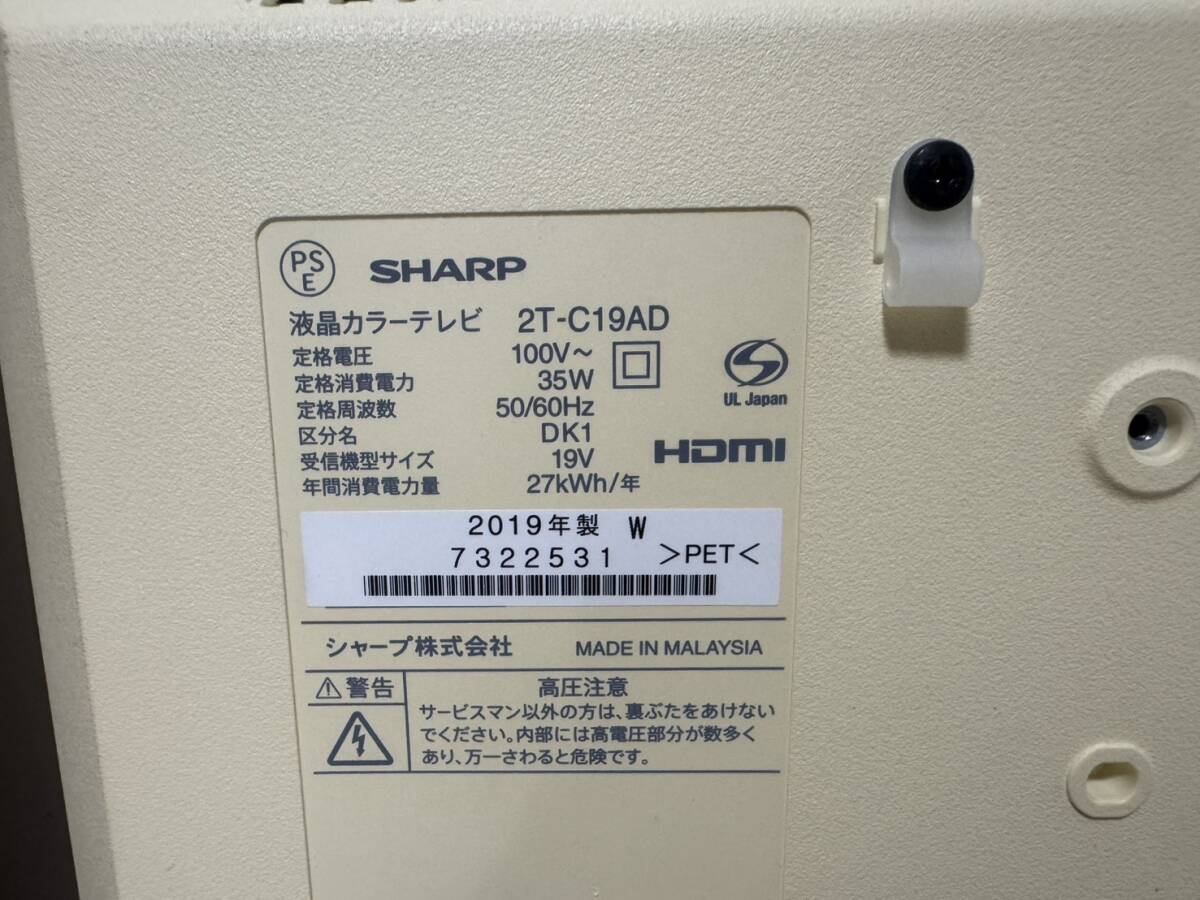 PS
E
SHARP
液晶カラーテレビ 2T-C19AD
定格電圧 100V~
定格消費電力 35W
定格周波数 50/60Hz
区分名 DK1
受信機型サイズ 19V
年間消費電力量 27kWh/年
S
UL Japan
HDMI
2019年製 W
7322531 >PET<
シャープ株式会社 MADE IN MALAYSIA
⚠警告
高圧注意
サービスマン以外の方は、裏ぶたをあけない
でください。内部には高電圧部分が数多く
あり、万一さわると危険です。